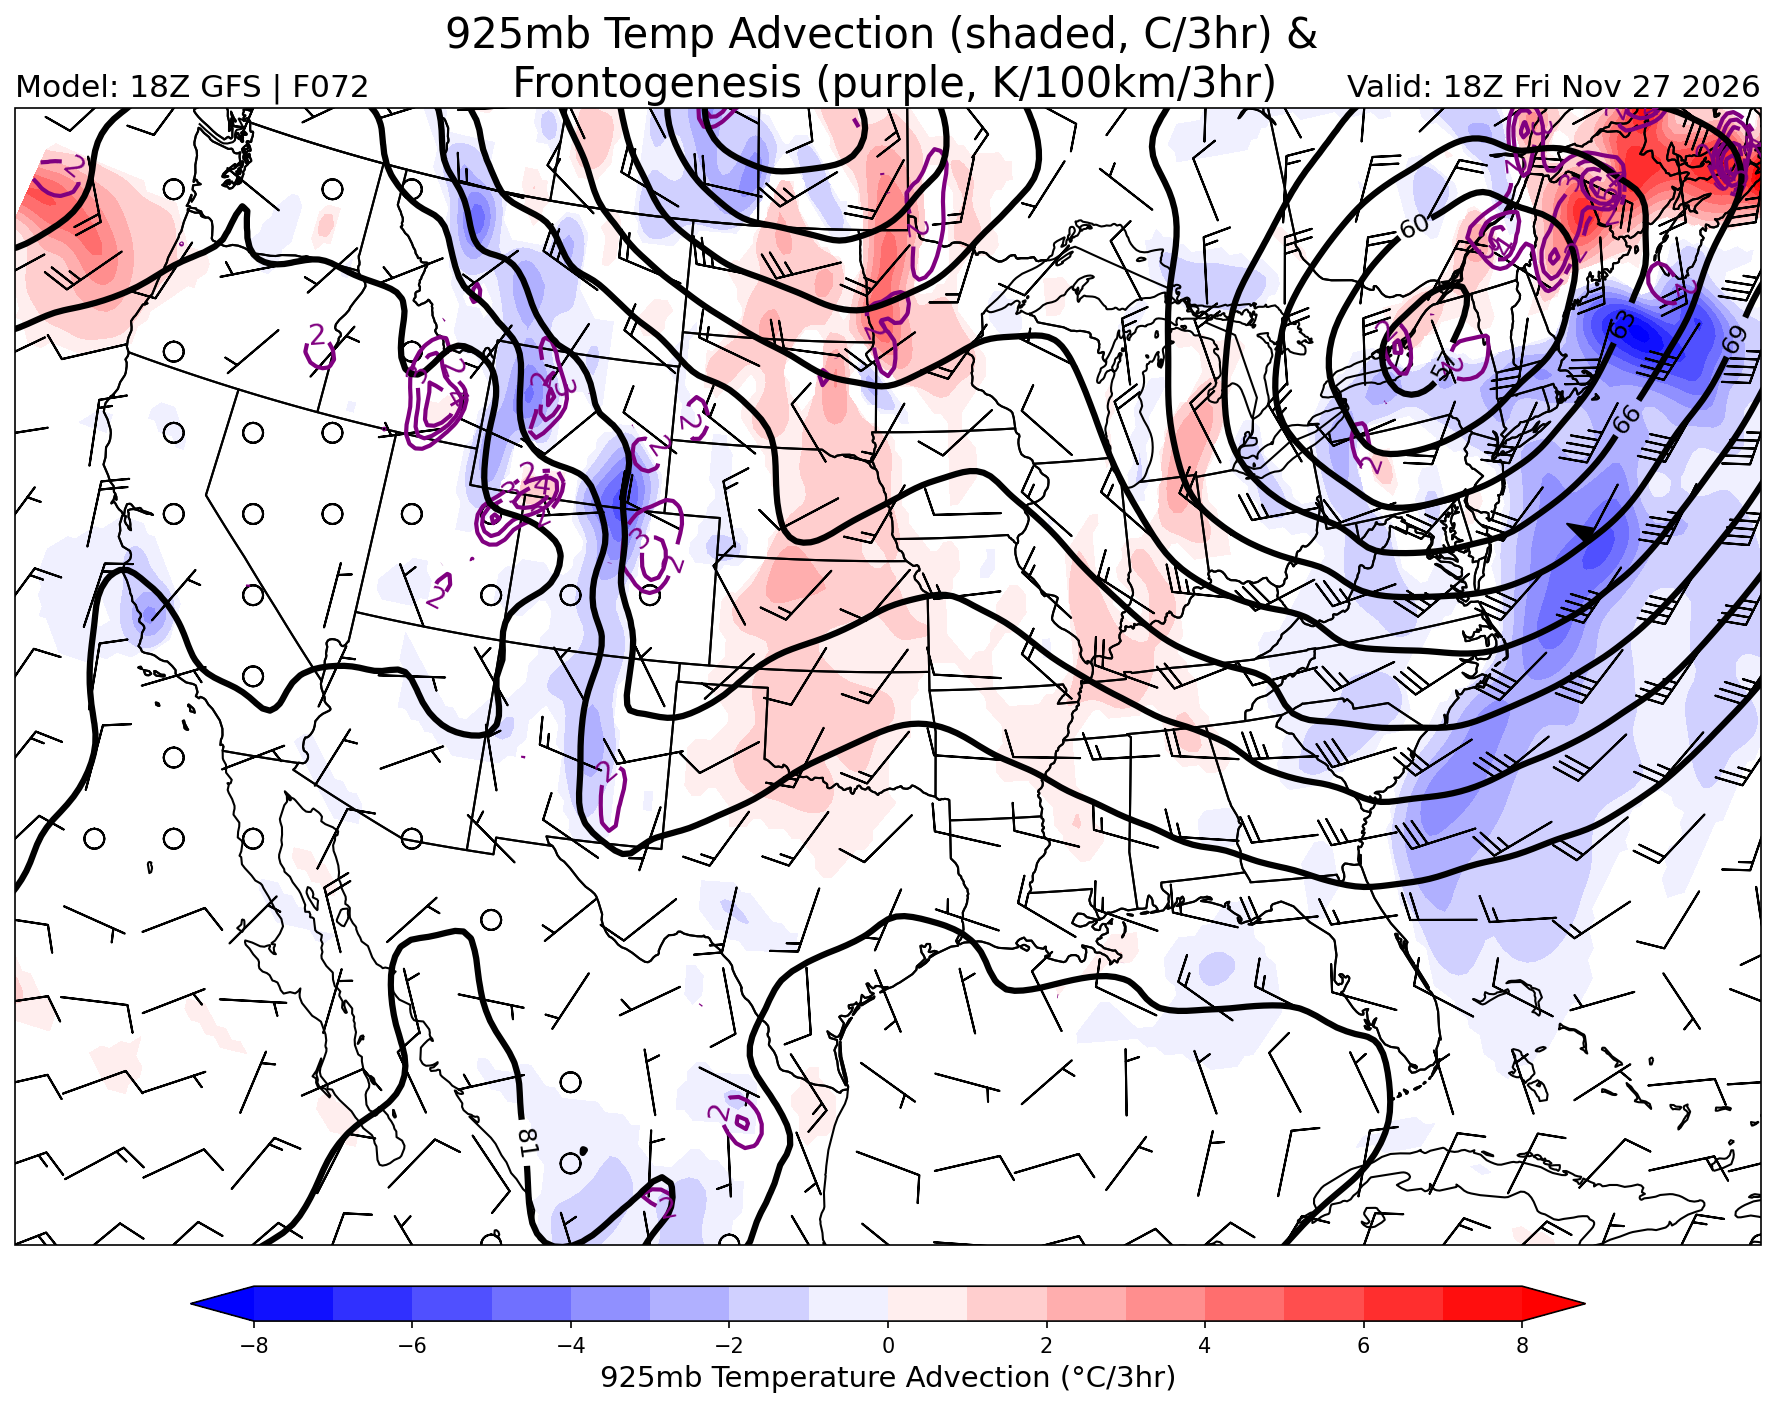 925mb Temp Advection (shaded, C/3hr) &
Frontogenesis (purple, K/100km/3hr)
Model: 18Z GFS | F072
Valid: 18Z Fri Nov 27 2026
60
63
69
66
57
81
−8 −6 −4 −2 0 2 4 6 8
925mb Temperature Advection (°C/3hr)